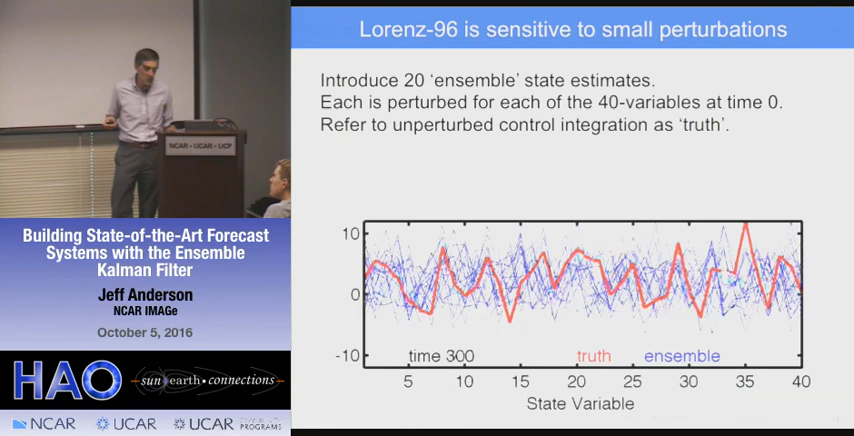 Lorenz-96 is sensitive to small perturbations
Introduce 20 ‘ensemble’ state estimates.
Each is perturbed for each of the 40-variables at time 0.
Refer to unperturbed control integration as ‘truth’.
10
0
-10
time 300
truth
ensemble
5
10
15
20
25
30
35
40
State Variable
NCAR • UCAR • UCP
Building State-of-the-Art Forecast
Systems with the Ensemble
Kalman Filter
Jeff Anderson
NCAR IMAGe
October 5, 2016
HAO
sun earth • connections
NCAR
UCAR
UCAR
PROGRAMS